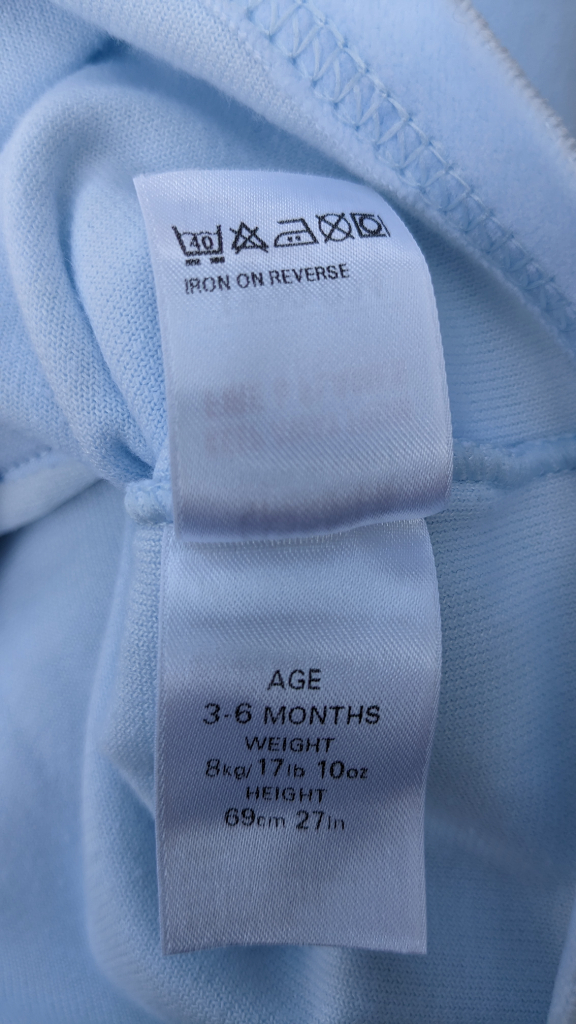 40
IRON ON REVERSE
AGE
3-6 MONTHS
WEIGHT
8kg/17lb 10oz
HEIGHT
69cm 27in